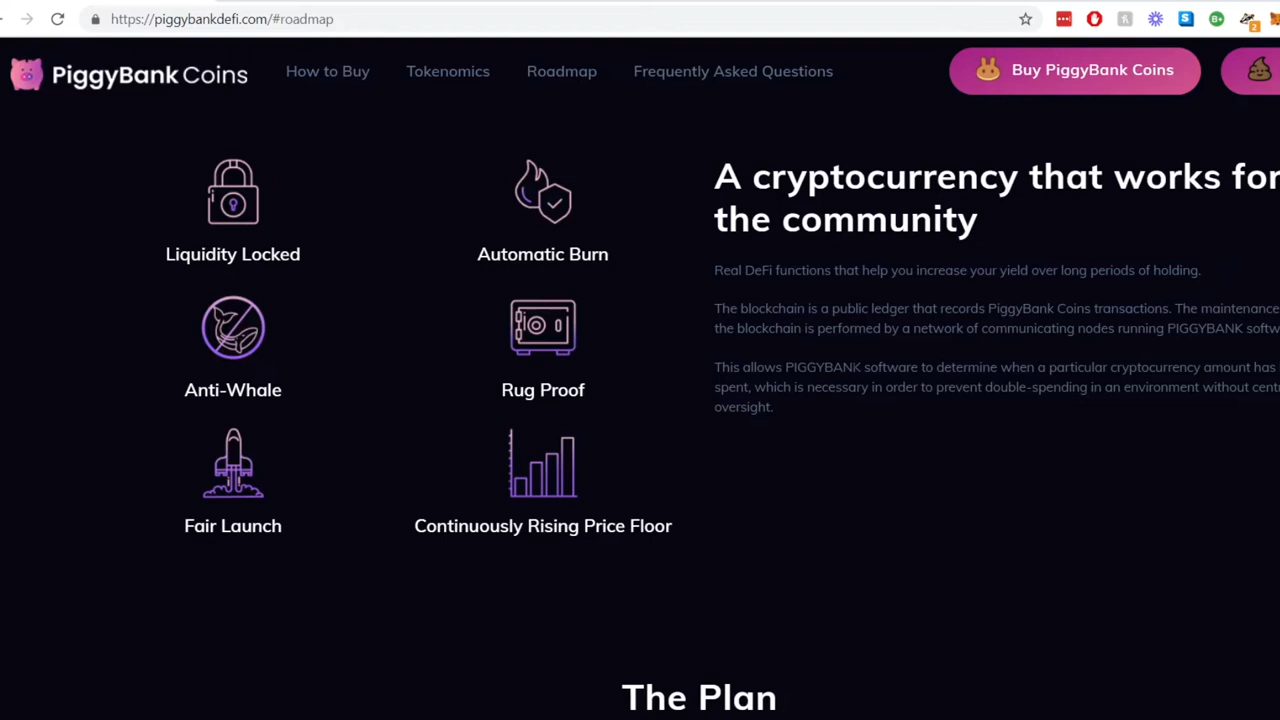 https://piggybankdefi.com/#roadmap
2
PiggyBank Coins
How to Buy
Tokenomics
Roadmap
Frequently Asked Questions
Buy PiggyBank Coins
Liquidity Locked
Automatic Burn
Anti-Whale
Rug Proof
Fair Launch
Continuously Rising Price Floor
A cryptocurrency that works for
the community
Real DeFi functions that help you increase your yield over long periods of holding.
The blockchain is a public ledger that records PiggyBank Coins transactions. The maintenance
the blockchain is performed by a network of communicating nodes running PIGGYBANK softw
This allows PIGGYBANK software to determine when a particular cryptocurrency amount has
spent, which is necessary in order to prevent double-spending in an environment without cent
oversight.
The Plan